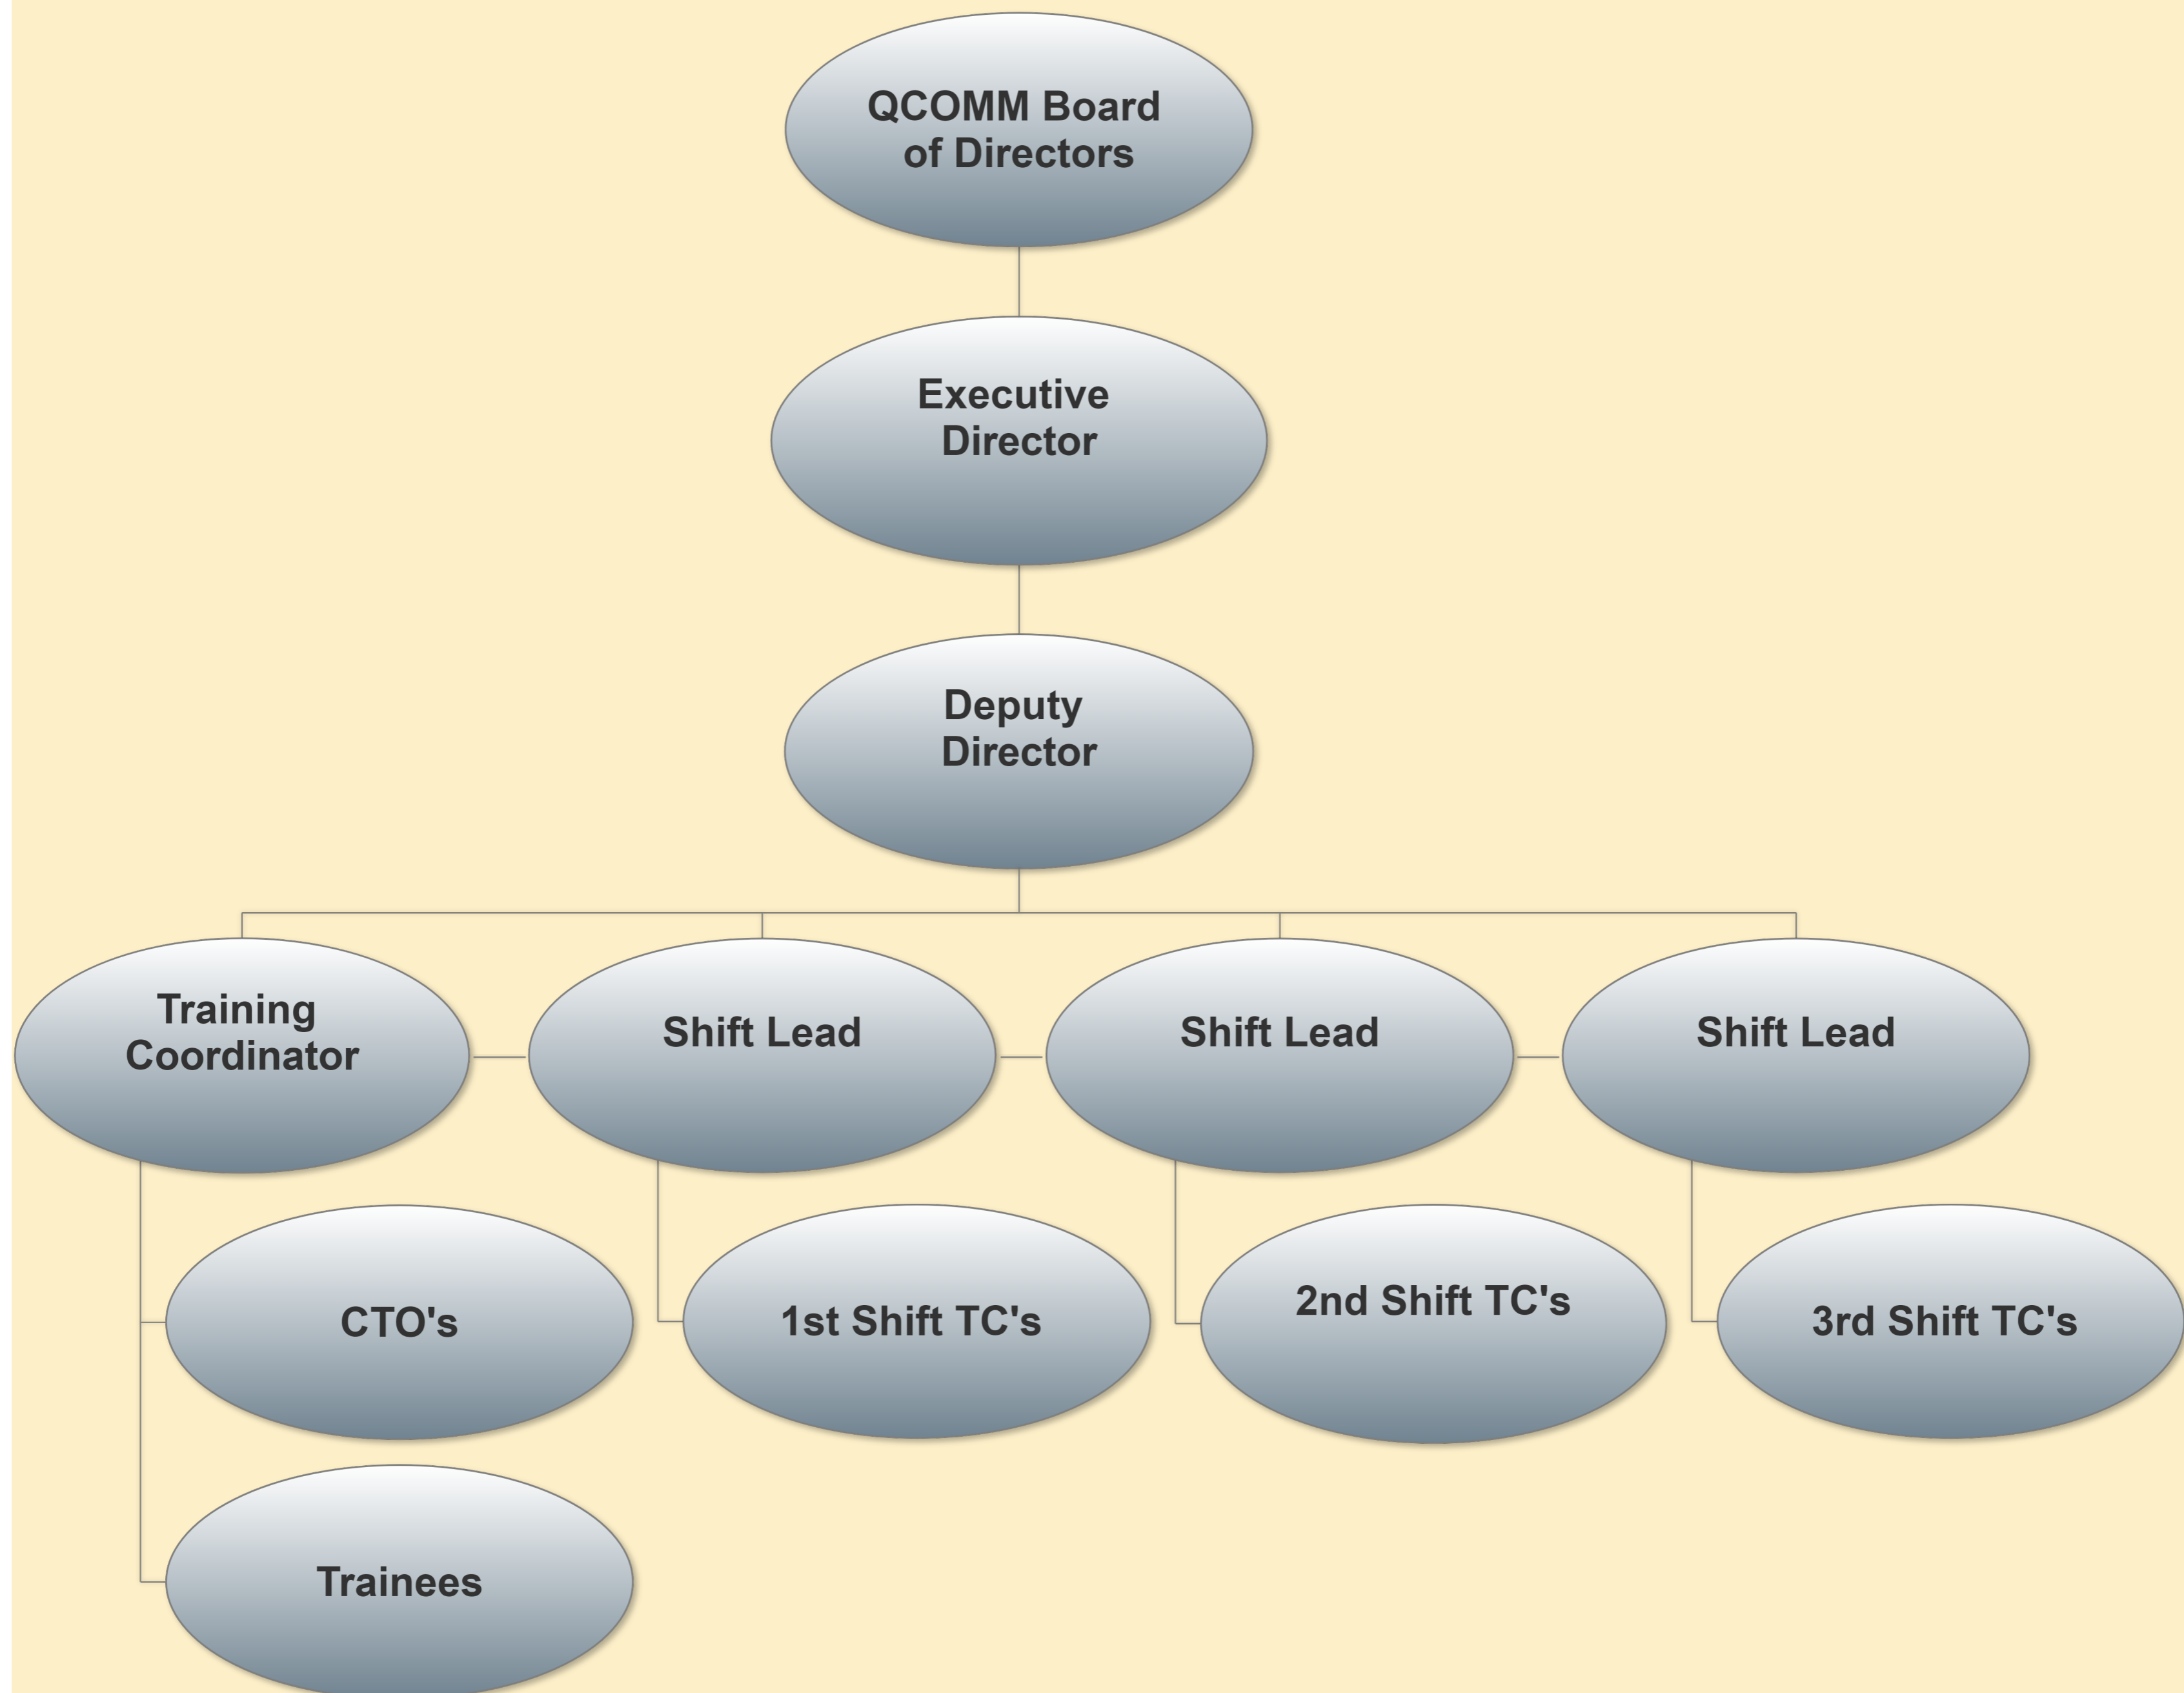 QCOMM Board
of Directors
Executive
Director
Deputy
Director
Training
Coordinator
Shift Lead
Shift Lead
Shift Lead
CTO's
1st Shift TC's
2nd Shift TC's
3rd Shift TC's
Trainees